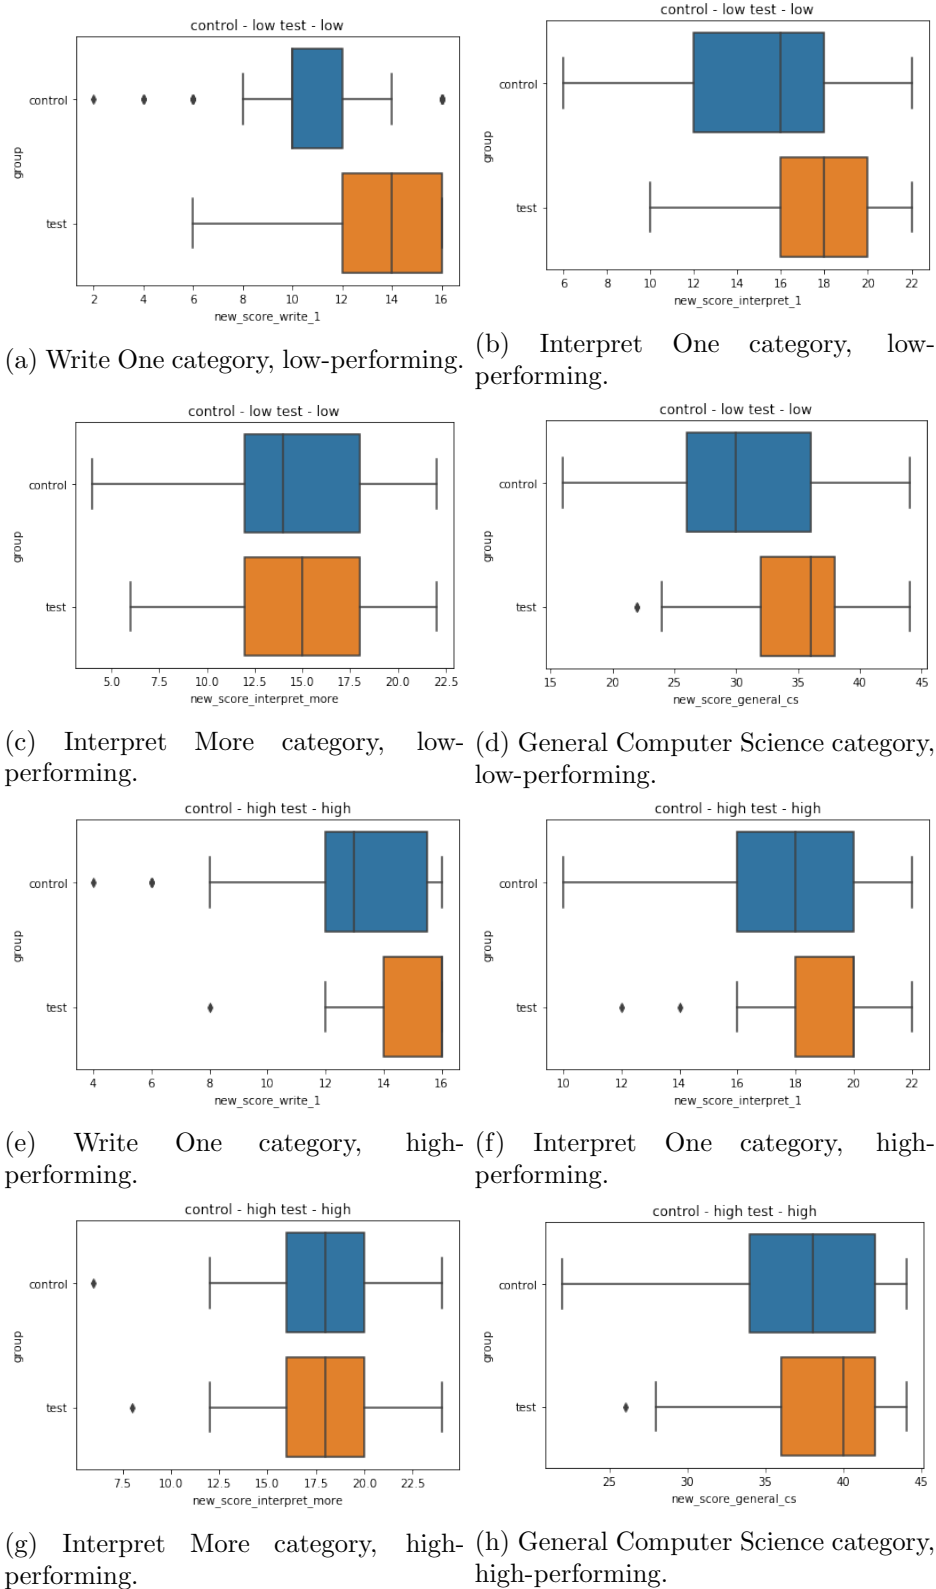 control - low test - low
control
test
group
2 4 6 8 10 12 14 16
new_score_write_1
(a) Write One category, low-performing.
control - low test - low
control
test
group
6 8 10 12 14 16 18 20 22
new_score_interpret_1
(b) Interpret One category, low-
performing.
control - low test - low
control
test
group
5.0 7.5 10.0 12.5 15.0 17.5 20.0 22.5
new_score_interpret_more
(c) Interpret More category, low-
performing.
control - low test - low
control
test
group
15 20 25 30 35 40 45
new_score_general_cs
(d) General Computer Science category,
low-performing.
control - high test - high
control
test
group
4 6 8 10 12 14 16
new_score_write_1
(e) Write One category, high-
performing.
control - high test - high
control
test
group
10 12 14 16 18 20 22
new_score_interpret_1
(f) Interpret One category, high-
performing.
control - high test - high
control
test
group
7.5 10.0 12.5 15.0 17.5 20.0 22.5
new_score_interpret_more
(g) Interpret More category, high-
performing.
control - high test - high
control
test
group
25 30 35 40 45
new_score_general_cs
(h) General Computer Science category,
high-performing.